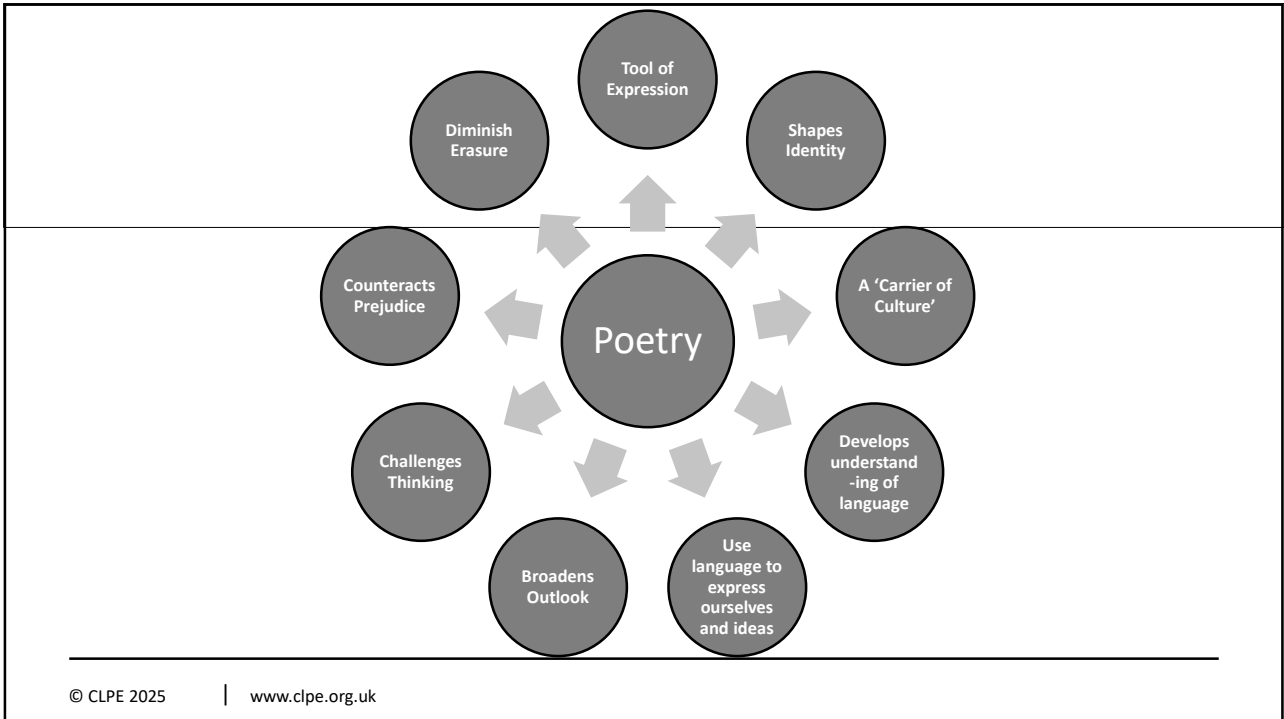 Tool of
Expression
Shapes
Identity
A ‘Carrier of
Culture’
Develops
understand
-ing of
language
Use
language to
express
ourselves
and ideas
Broadens
Outlook
Challenges
Thinking
Counteracts
Prejudice
Diminish
Erasure
Poetry
© CLPE 2025 | www.clpe.org.uk